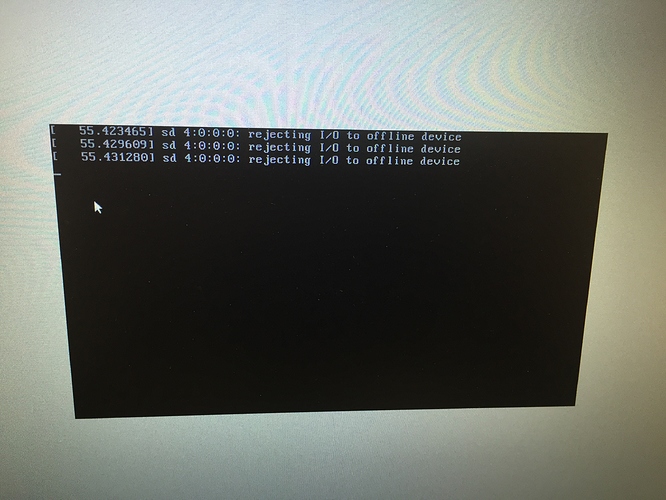 [   55.423465] sd 4:0:0:0: rejecting I/O to offline device
[   55.429609] sd 4:0:0:0: rejecting I/O to offline device
[   55.431280] sd 4:0:0:0: rejecting I/O to offline device